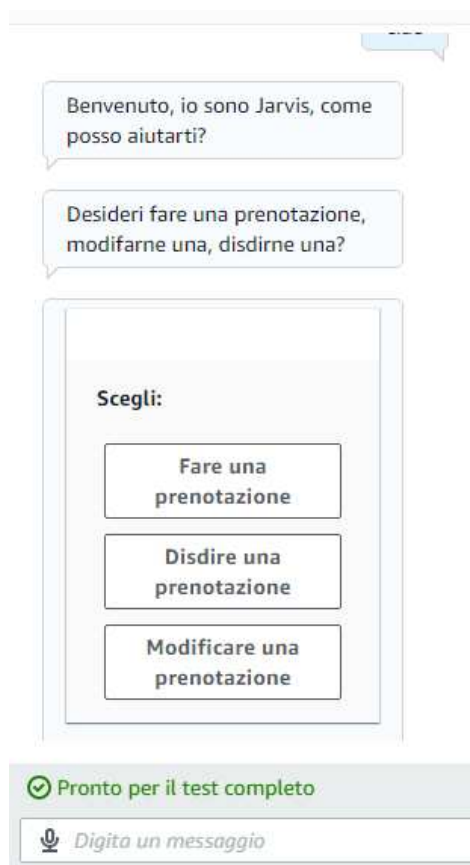 Benvenuto, io sono Jarvis, come
posso aiutarti?
Desideri fare una prenotazione,
modifarne una, disdirne una?
Scegli:
Fare una
prenotazione
Disdire una
prenotazione
Modificare una
prenotazione
Pronto per il test completo
Digita un messaggio